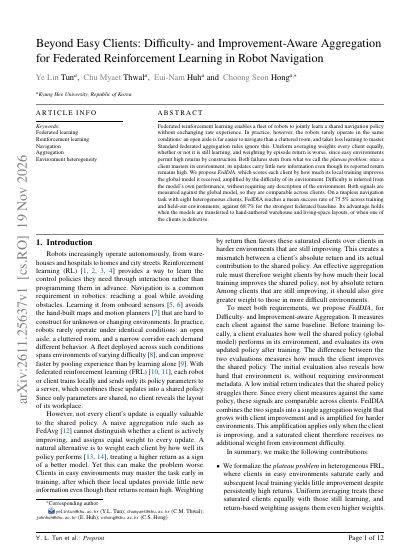 arXiv:2611.25637v1 [cs.RO] 19 Nov 2026
Beyond Easy Clients: Difficulty- and Improvement-Aware Aggregation
for Federated Reinforcement Learning in Robot Navigation
Ye Lin Tun, Chu Myaet Thwal, Eui-Nam Huh and Choong Seon Hong,*
Kyung Hee University, Republic of Korea
ARTICLE INFO
Keywords:
Federated learning
Reinforcement learning
Navigation
Aggregation
Environment heterogeneity
ABSTRACT
Federated reinforcement learning enables a fleet of robots to jointly learn a shared navigation policy
without exchanging raw experience. In practice, however, the robots rarely operate in the same
conditions: an open aisle is far easier to navigate than a cluttered room, and takes less learning to master.
Standard federated aggregation rules ignore this. Uniform averaging weights every client equally,
whether or not it is still learning, and weighting by episode return is worse, since easy environments
permit high returns by construction. Both failures stem from what we call the plateau problem: once a
client masters its environment, its updates carry little new information even though its reported return
remains high. We propose FedDIA, which scores each client by how much its local training improves
the global model it received, amplified by the difficulty of its environment. Difficulty is inferred from
the model's own performance, without requiring any description of the environment. Both signals are
measured against the global model, so they are comparable across clients. On a mapless navigation
task with eight heterogeneous clients, FedDIA reaches a mean success rate of 75.5% across training
and held-out environments, against 68.7% for the strongest federated baseline. Its advantage holds
when the models are transferred to hand-authored warehouse and living-space layouts, or when one of
the clients is defective.
1. Introduction
Robots increasingly operate autonomously, from ware-
houses and hospitals to homes and city streets. Reinforcement
learning (RL) [1, 2, 3, 4] provides a way to learn the
control policies they need through interaction rather than
programming them in advance. Navigation is a common
requirement in robotics: reaching a goal while avoiding
obstacles. Learning it from onboard sensors [5, 6] avoids
the hand-built maps and motion planners [7] that are hard to
construct for unknown or changing environments. In practice,
robots rarely operate under identical conditions: an open
aisle, a cluttered room, and a narrow corridor each demand
different behavior. A fleet deployed across such conditions
spans environments of varying difficulty [8], and can improve
faster by pooling experience than by learning alone [9]. With
federated reinforcement learning (FRL) [10, 11], each robot
or client trains locally and sends only its policy parameters to
a server, which combines these updates into a shared policy.
Since only parameters are shared, no client reveals the layout
of its workplace.
However, not every client's update is equally valuable
to the shared policy. A naive aggregation rule such as
FedAvg [12] cannot distinguish whether a client is actively
improving, and assigns equal weight to every update. A
natural alternative is to weight each client by how well its
policy performs [13, 14], treating a higher return as a sign
of a better model. Yet this can make the problem worse.
Clients in easy environments may master the task early in
training, after which their local updates provide little new
information even though their returns remain high. Weighting
*Corresponding author
by return then favors these saturated clients over clients in
harder environments that are still improving. This creates a
mismatch between a client's absolute return and its actual
contribution to the shared policy. An effective aggregation
rule must therefore weight clients by how much their local
training improves the shared policy, not by absolute return.
Among clients that are still improving, it should also give
greater weight to those in more difficult environments.
To meet both requirements, we propose FedDIA, for
Difficulty- and Improvement-Aware Aggregation. It measures
each client against the same baseline. Before training lo-
cally, a client evaluates how well the shared policy (global
model) performs in its environment, and evaluates its own
updated policy after training. The difference between the
two evaluations measures how much the client improves
the shared policy. The initial evaluation also reveals how
hard that environment is, without requiring environment
metadata. A low initial return indicates that the shared policy
struggles there. Since every client measures against the same
policy, their signals are comparable across clients. FedDIA
combines the two signals into a single aggregation weight that
grows with client improvement and is amplified for harder
environments. This amplification applies only when the client
is improving, and a saturated client therefore receives no
additional weight from environment difficulty.
In summary, we make the following contributions:
• We formalize the plateau problem in heterogeneous FRL,
where clients in easy environments saturate early and
subsequent local training yields little improvement despite
persistently high returns. Uniform averaging treats these
saturated clients equally with those still learning, and
return-based weighting assigns them even higher weights.
Y. L. Tun et al.: Preprint
Page 1 of 12